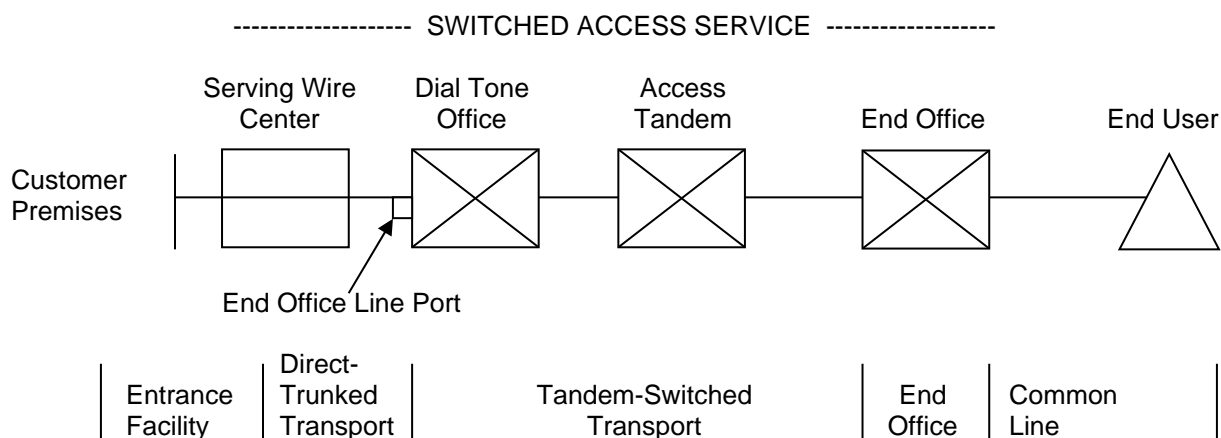 ------------------- SWITCHED ACCESS SERVICE ------------------
Serving Wire Center
Dial Tone Office
Access Tandem
End Office
End User
Customer Premises
End Office Line Port
Entrance Facility
Direct-Trunked Transport
Tandem-Switched Transport
End Office
Common Line